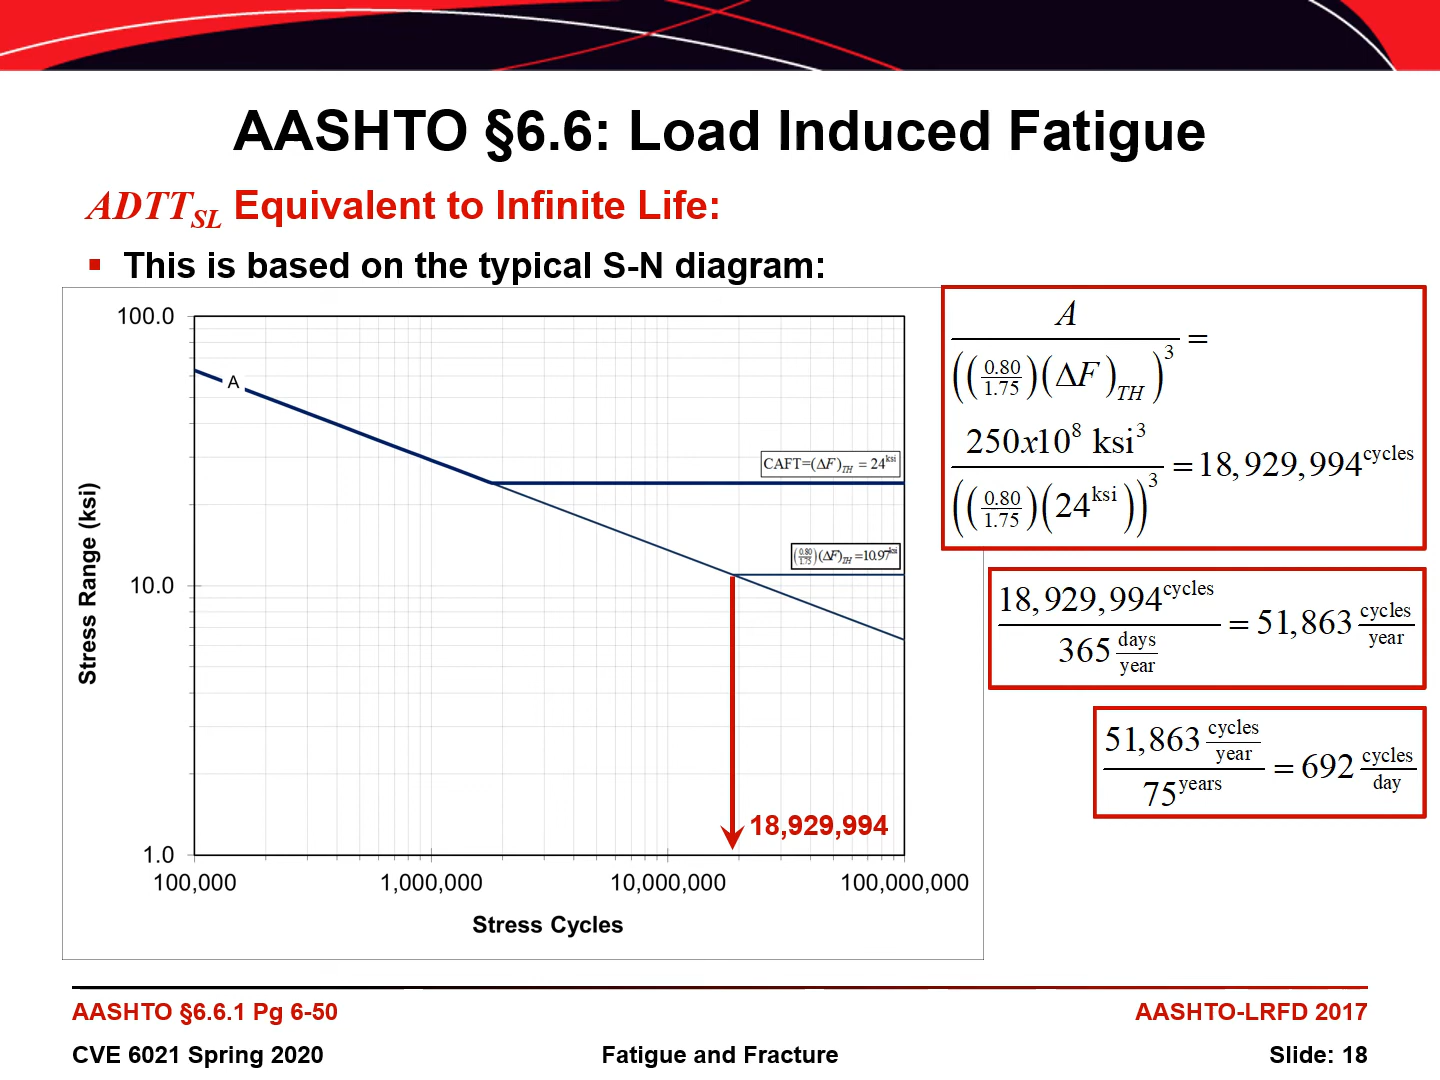 AASHTO §6.6: Load Induced Fatigue
ADTT_SL Equivalent to Infinite Life:
▪ This is based on the typical S-N diagram:
100.0
10.0
1.0
Stress Range (ksi)
A
CAFT=(ΔF)_TH = 24^ksi
(0.80/1.75)(ΔF)_TH =10.97^ksi
18,929,994
100,000 1,000,000 10,000,000 100,000,000
Stress Cycles
A / ((0.80/1.75)(ΔF)_TH)^3 =
250x10^8 ksi^3 / ((0.80/1.75)(24^ksi))^3 = 18,929,994^cycles
18,929,994^cycles / 365 days/year = 51,863 cycles/year
51,863 cycles/year / 75^years = 692 cycles/day
AASHTO §6.6.1 Pg 6-50 AASHTO-LRFD 2017
CVE 6021 Spring 2020 Fatigue and Fracture Slide: 18